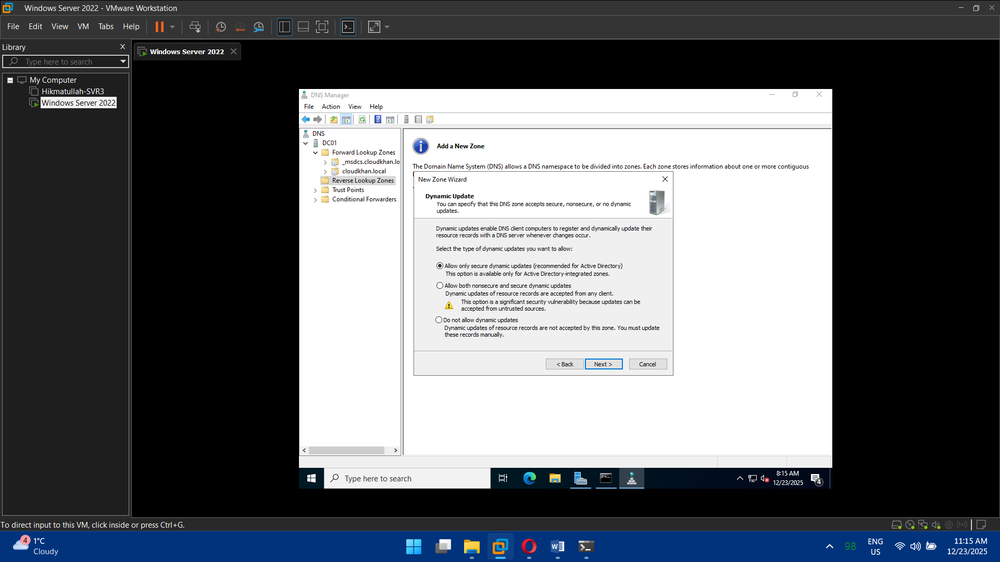 Windows Server 2022 - VMware Workstation
File Edit View VM Tabs Help
Library
Type here to search
My Computer
Hikmatullah-SVR3
Windows Server 2022
Windows Server 2022
DNS Manager
File Action View Help
DNS
DC01
Forward Lookup Zones
_msdcs.cloudkhan.lo
cloudkhan.local
Reverse Lookup Zones
Trust Points
Conditional Forwarders
Add a New Zone
The Domain Name System (DNS) allows a DNS namespace to be divided into zones. Each zone stores information about one or more contiguous
New Zone Wizard
Dynamic Update
You can specify that this DNS zone accepts secure, nonsecure, or no dynamic
updates.
Dynamic updates enable DNS client computers to register and dynamically update their
resource records with a DNS server whenever changes occur.
Select the type of dynamic updates you want to allow:
Allow only secure dynamic updates (recommended for Active Directory)
This option is available only for Active Directory-integrated zones.
Allow both nonsecure and secure dynamic updates
Dynamic updates of resource records are accepted from any client.
This option is a significant security vulnerability because updates can be
accepted from untrusted sources.
Do not allow dynamic updates
Dynamic updates of resource records are not accepted by this zone. You must update
these records manually.
< Back Next > Cancel
Type here to search
8:15 AM
12/23/2025
4
To direct input to this VM, click inside or press Ctrl+G.
4
1°C
Cloudy
98
ENG
US
11:15 AM
12/23/2025